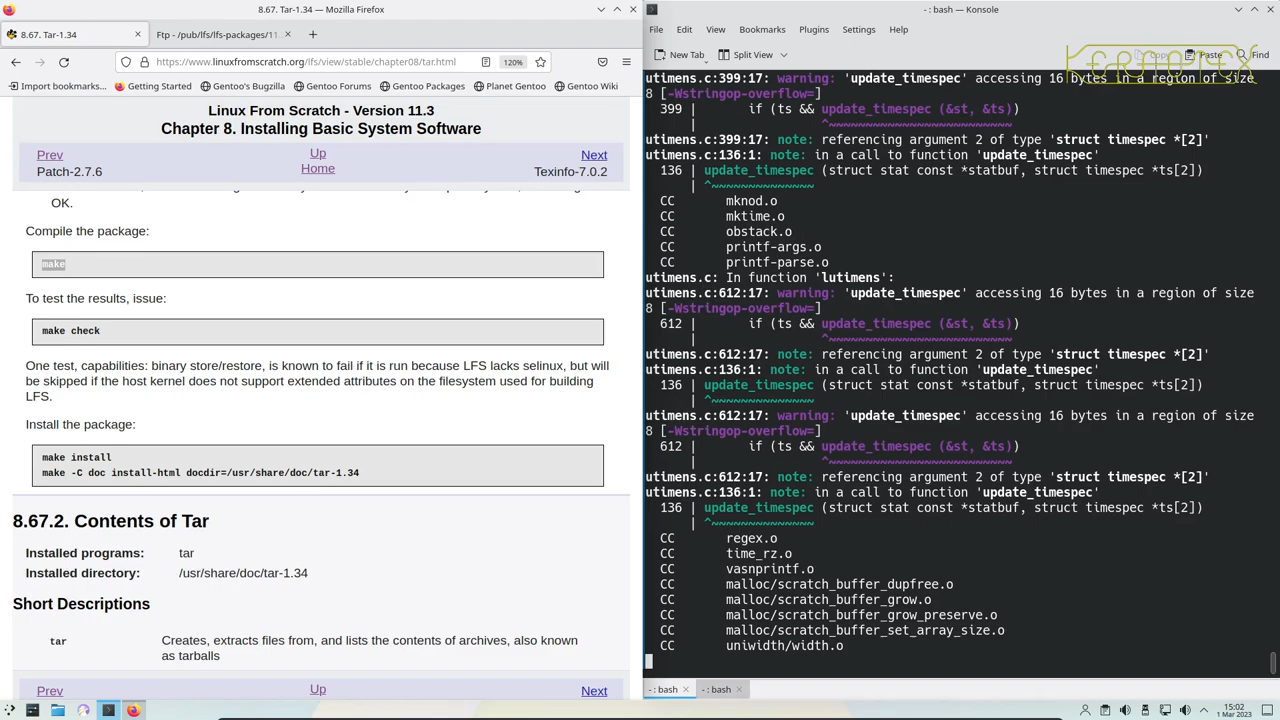 8.67. Tar-1.34 — Mozilla Firefox
8.67. Tar-1.34
Ftp - /pub/lfs/lfs-packages/11.
https://www.linuxfromscratch.org/lfs/view/stable/chapter08/tar.html
120%
Import bookmarks...
Getting Started
Gentoo's Bugzilla
Gentoo Forums
Gentoo Packages
Planet Gentoo
Gentoo Wiki
Linux From Scratch - Version 11.3
Chapter 8. Installing Basic System Software
Prev
Up
Next
Patch-2.7.6
Home
Texinfo-7.0.2
OK.
Compile the package:
make
To test the results, issue:
make check
One test, capabilities: binary store/restore, is known to fail if it is run because LFS lacks selinux, but will
be skipped if the host kernel does not support extended attributes on the filesystem used for building
LFS.
Install the package:
make install
make -C doc install-html docdir=/usr/share/doc/tar-1.34
8.67.2. Contents of Tar
Installed programs: tar
Installed directory: /usr/share/doc/tar-1.34
Short Descriptions
tar
Creates, extracts files from, and lists the contents of archives, also known
as tarballs
Prev
Up
Next
- : bash — Konsole
File Edit View Bookmarks Plugins Settings Help
New Tab
Split View
Copy
Paste
Find
KERNOTEX
utimens.c:399:17: warning: 'update_timespec' accessing 16 bytes in a region of size
8 [-Wstringop-overflow=]
399 | if (ts && update_timespec (&st, &ts))
| ^~~~~~~~~~~~~~~~~~~~~~~~~~
utimens.c:399:17: note: referencing argument 2 of type 'struct timespec *[2]'
utimens.c:136:1: note: in a call to function 'update_timespec'
136 | update_timespec (struct stat const *statbuf, struct timespec *ts[2])
| ^~~~~~~~~~~~~~~
CC mknod.o
CC mktime.o
CC obstack.o
CC printf-args.o
CC printf-parse.o
utimens.c: In function 'lutimens':
utimens.c:612:17: warning: 'update_timespec' accessing 16 bytes in a region of size
8 [-Wstringop-overflow=]
612 | if (ts && update_timespec (&st, &ts))
| ^~~~~~~~~~~~~~~~~~~~~~~~~~
utimens.c:612:17: note: referencing argument 2 of type 'struct timespec *[2]'
utimens.c:136:1: note: in a call to function 'update_timespec'
136 | update_timespec (struct stat const *statbuf, struct timespec *ts[2])
| ^~~~~~~~~~~~~~~
utimens.c:612:17: warning: 'update_timespec' accessing 16 bytes in a region of size
8 [-Wstringop-overflow=]
612 | if (ts && update_timespec (&st, &ts))
| ^~~~~~~~~~~~~~~~~~~~~~~~~~
utimens.c:612:17: note: referencing argument 2 of type 'struct timespec *[2]'
utimens.c:136:1: note: in a call to function 'update_timespec'
136 | update_timespec (struct stat const *statbuf, struct timespec *ts[2])
| ^~~~~~~~~~~~~~~
CC regex.o
CC time_rz.o
CC vasnprintf.o
CC malloc/scratch_buffer_dupfree.o
CC malloc/scratch_buffer_grow.o
CC malloc/scratch_buffer_grow_preserve.o
CC malloc/scratch_buffer_set_array_size.o
CC uniwidth/width.o
- : bash
- : bash
15:02
1 Mar 2023